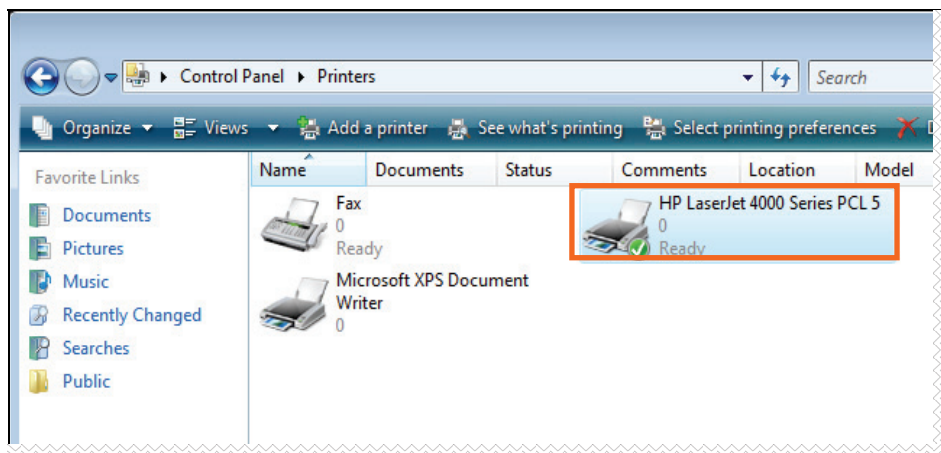 Control Panel Printers
Search
Organize Views Add a printer See what's printing Select printing preferences
Favorite Links
Documents
Pictures
Music
Recently Changed
Searches
Public
Name Documents Status Comments Location Model
Fax
0
Ready
HP LaserJet 4000 Series PCL 5
0
Ready
Microsoft XPS Document
Writer
0